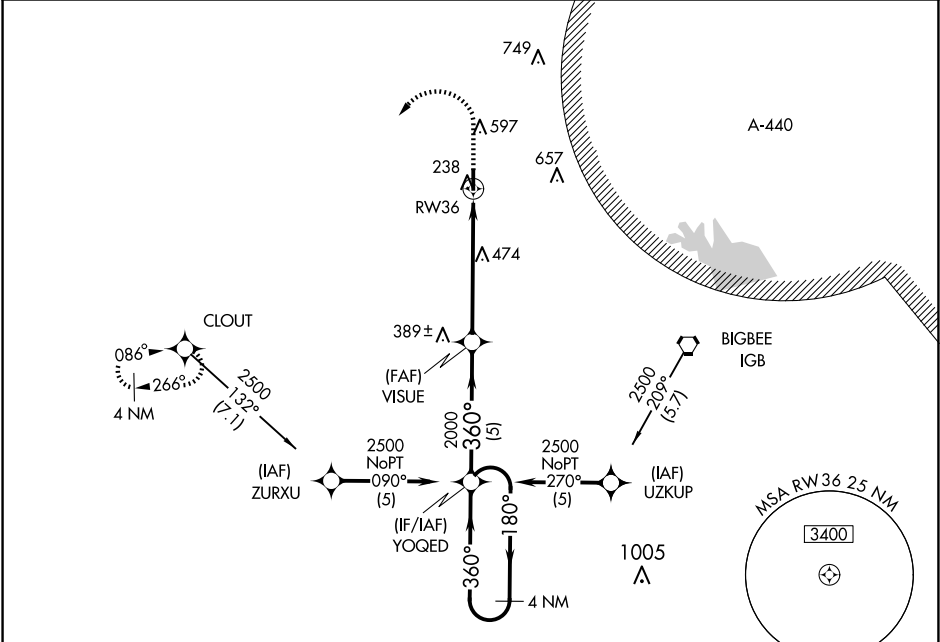 749
A-440
597
657
238
RW36
474
CLOUT
086°
266°
4 NM
2500
132°
(7.1)
389±
(FAF)
VISUE
BIGBEE
IGB
2500
209°
(5.7)
2000
360°
(5)
2500
NoPT
090°
(5)
(IAF)
ZURXU
2500
NoPT
270°
(5)
(IAF)
UZKUP
(IF/IAF)
YOQED
180°
360°
4 NM
1005
MSA RW36 25 NM
3400